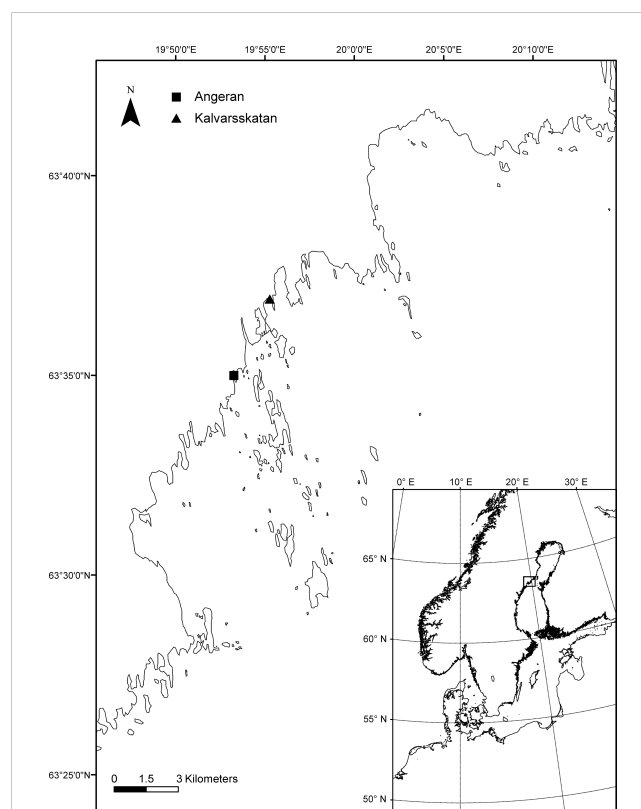 19°50'0"E 19°55'0"E 20°0'0"E 20°5'0"E 20°10'0"E
N
Angeran
Kalvarsskatan
63°40'0"N
63°35'0"N
0° E 10° E 20° E 30° E
65° N
63°30'0"N
60° N
55° N
63°25'0"N
0 1.5 3 Kilometers
50° N